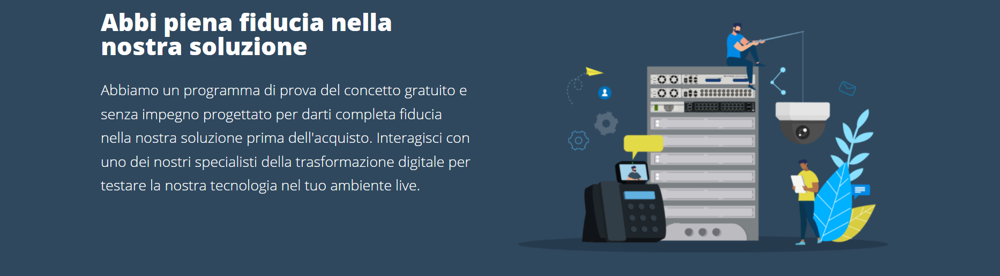 Abbi piena fiducia nella
nostra soluzione
Abbiamo un programma di prova del concetto gratuito e
senza impegno progettato per darti completa fiducia
nella nostra soluzione prima dell'acquisto. Interagisci con
uno dei nostri specialisti della trasformazione digitale per
testare la nostra tecnologia nel tuo ambiente live.